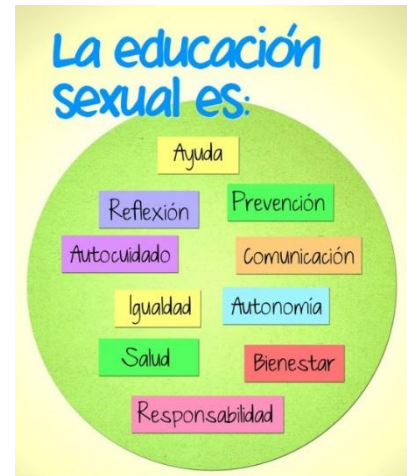 La educación
sexual es:
Ayuda
Reflexión
Prevención
Autocuidado
Comunicación
Igualdad
Autonomía
Salud
Bienestar
Responsabilidad